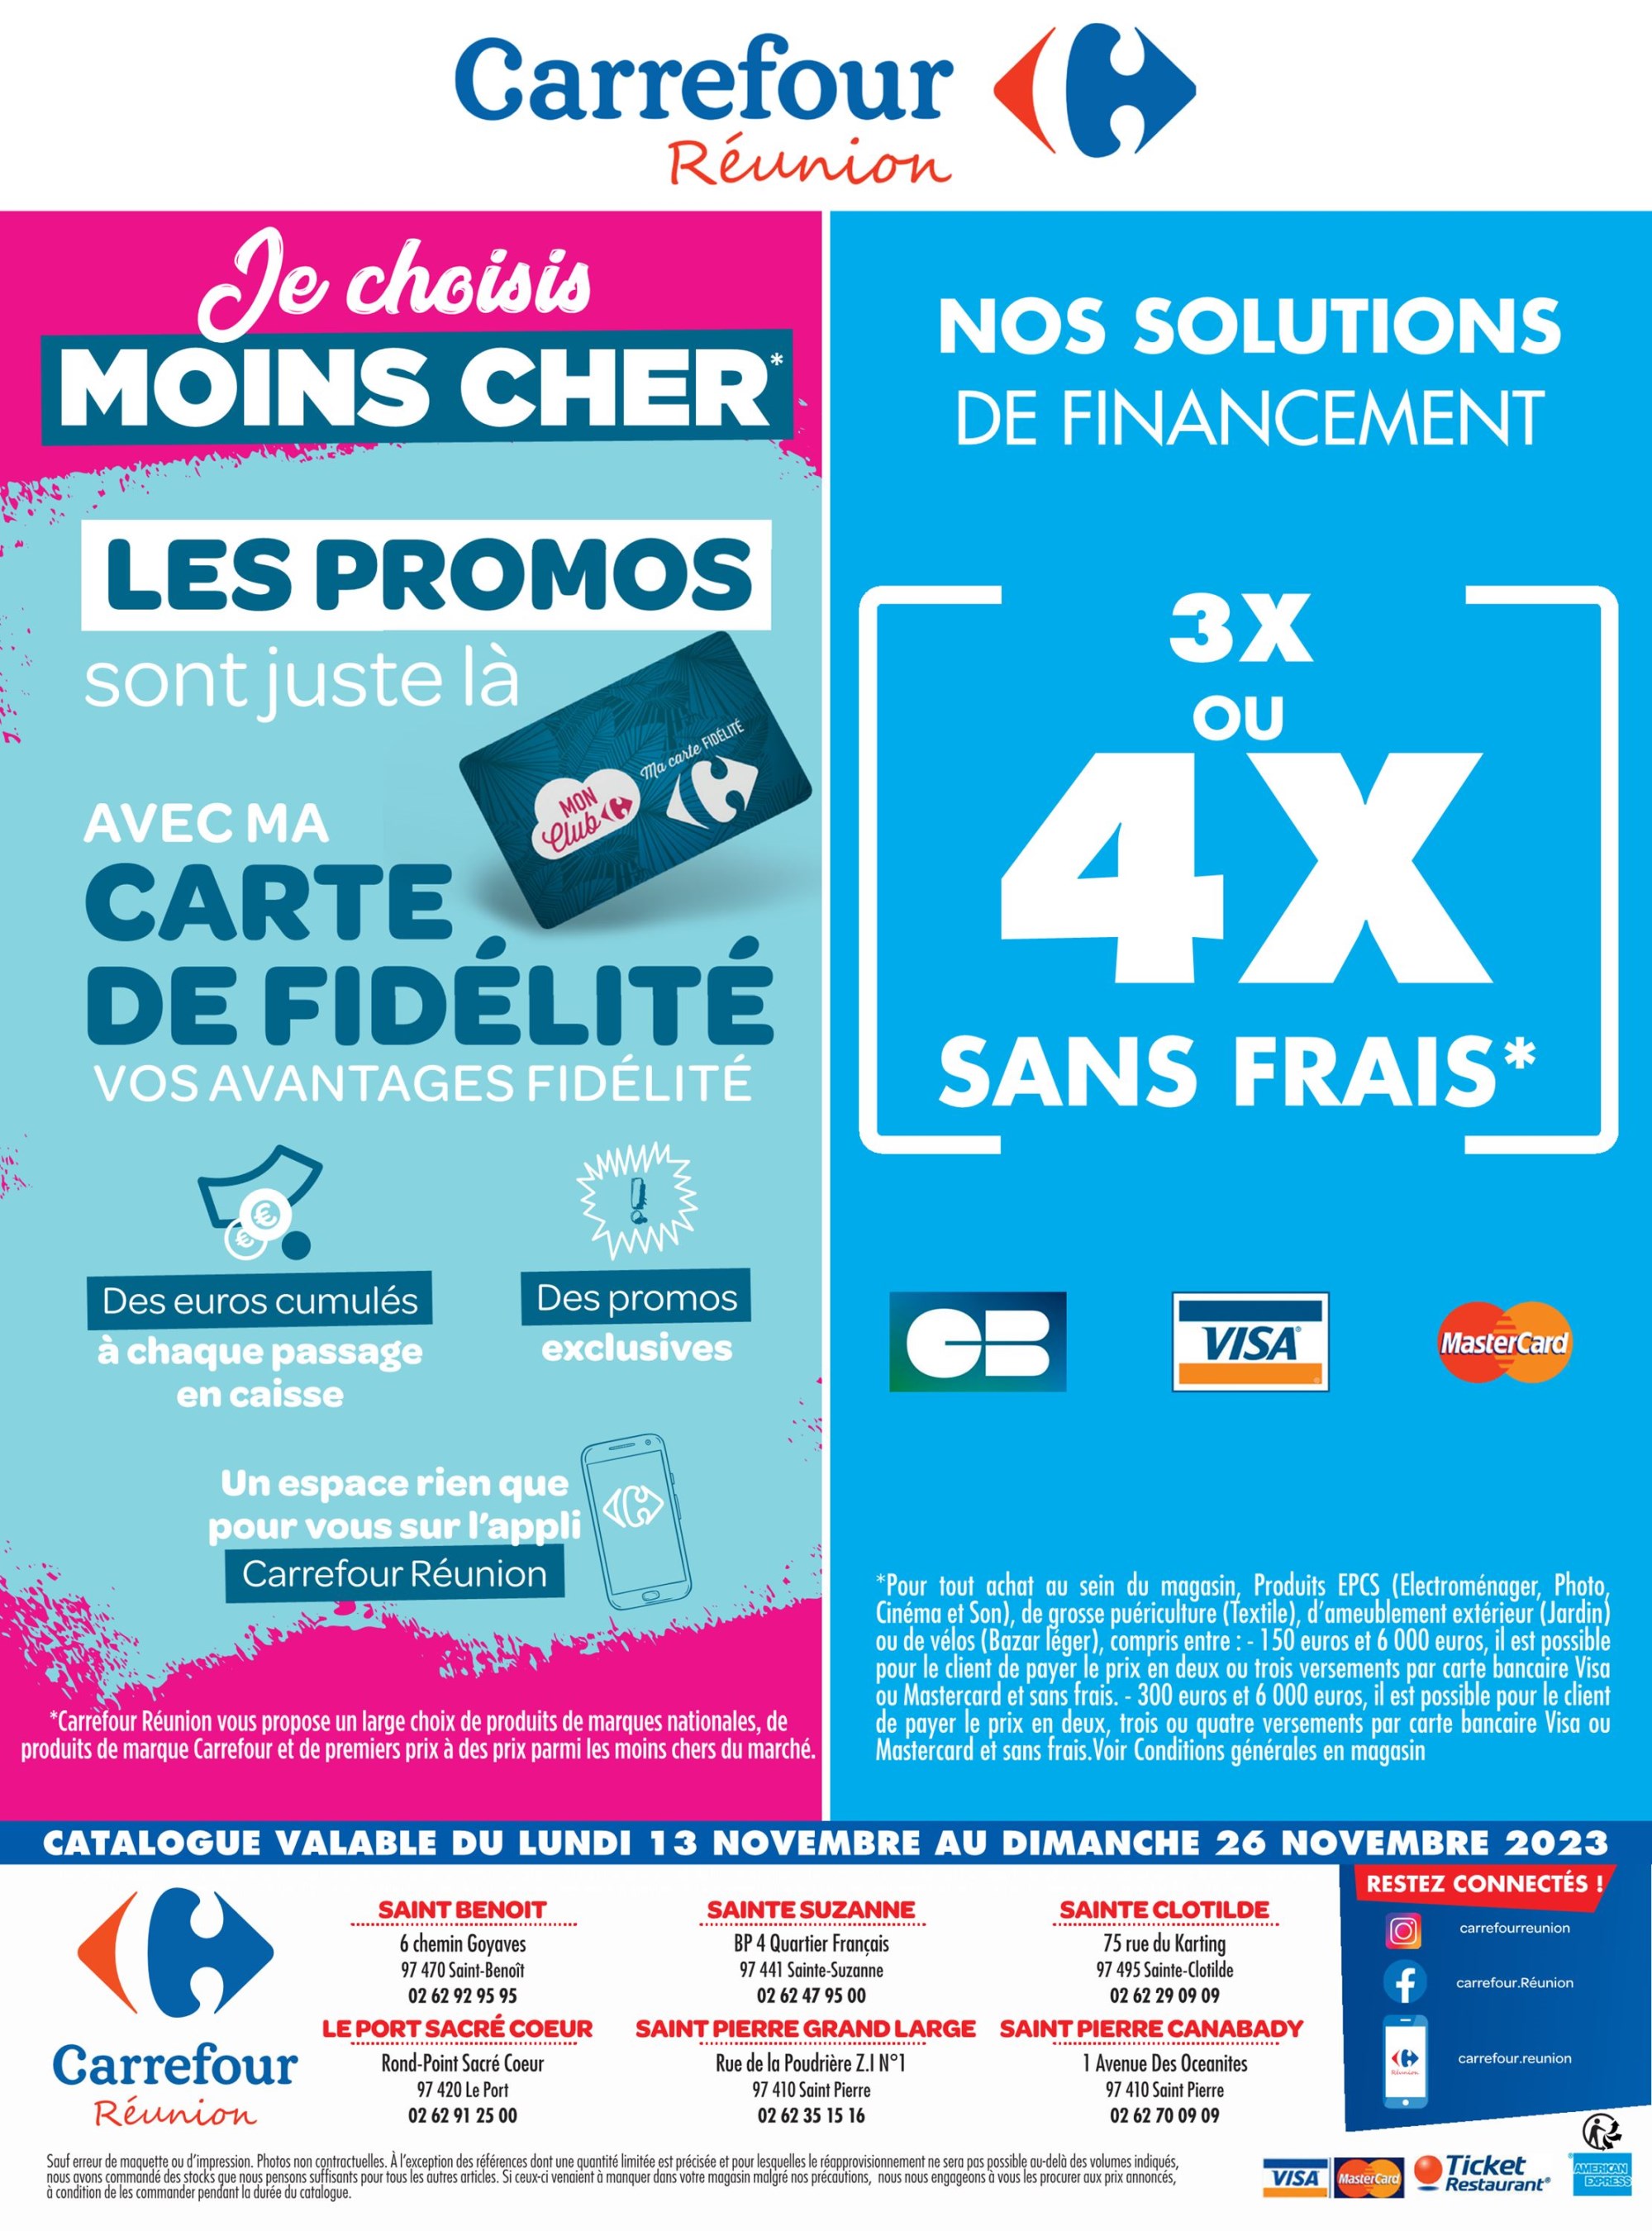 Carrefour
Réunion
Je choisis
MOINS CHER*
LES PROMOS
sont juste là
MON
Club
Ma carte FIDÉLITÉ
AVEC MA
CARTE
DE FIDÉLITÉ
VOS AVANTAGES FIDÉLITÉ
Des euros cumulés
à chaque passage
en caisse
Des promos
exclusives
Un espace rien que
pour vous sur l'appli
Carrefour Réunion
*Carrefour Réunion vous propose un large choix de produits de marques nationales, de
produits de marque Carrefour et de premiers prix à des prix parmi les moins chers du marché.
NOS SOLUTIONS
DE FINANCEMENT
3X
OU
4X
SANS FRAIS*
CB
VISA
MasterCard
*Pour tout achat au sein du magasin, Produits EPCS (Electroménager, Photo,
Cinéma et Son), de grosse puériculture (Textile), d'ameublement extérieur (Jardin)
ou de vélos (Bazar léger), compris entre : - 150 euros et 6 000 euros, il est possible
pour le client de payer le prix en deux ou trois versements par carte bancaire Visa
ou Mastercard et sans frais. - 300 euros et 6 000 euros, il est possible pour le client
de payer le prix en deux, trois ou quatre versements par carte bancaire Visa ou
Mastercard et sans frais.Voir Conditions générales en magasin
CATALOGUE VALABLE DU LUNDI 13 NOVEMBRE AU DIMANCHE 26 NOVEMBRE 2023
Carrefour
Réunion
SAINT BENOIT
6 chemin Goyaves
97 470 Saint-Benoît
02 62 92 95 95
SAINTE SUZANNE
BP 4 Quartier Français
97 441 Sainte-Suzanne
02 62 47 95 00
SAINTE CLOTILDE
75 rue du Karting
97 495 Sainte-Clotilde
02 62 29 09 09
LE PORT SACRÉ COEUR
Rond-Point Sacré Coeur
97 420 Le Port
02 62 91 25 00
SAINT PIERRE GRAND LARGE
Rue de la Poudrière Z.I N°1
97 410 Saint Pierre
02 62 35 15 16
SAINT PIERRE CANABADY
1 Avenue Des Oceanites
97 410 Saint Pierre
02 62 70 09 09
RESTEZ CONNECTÉS !
carrefourreunion
carrefour.Réunion
Réunion
carrefour.reunion
Sauf erreur de maquette ou d'impression. Photos non contractuelles. À l'exception des références dont une quantité limitée est précisée et pour lesquelles le réapprovisionnement ne sera pas possible au-delà des volumes indiqués,
nous avons commandé des stocks que nous pensons suffisants pour tous les autres articles. Si ceux-ci venaient à manquer dans votre magasin malgré nos précautions, nous nous engageons à vous les procurer aux prix annoncés,
à condition de les commander pendant la durée du catalogue.
VISA
MasterCard
Ticket
Restaurant®
AMERICAN
EXPRESS